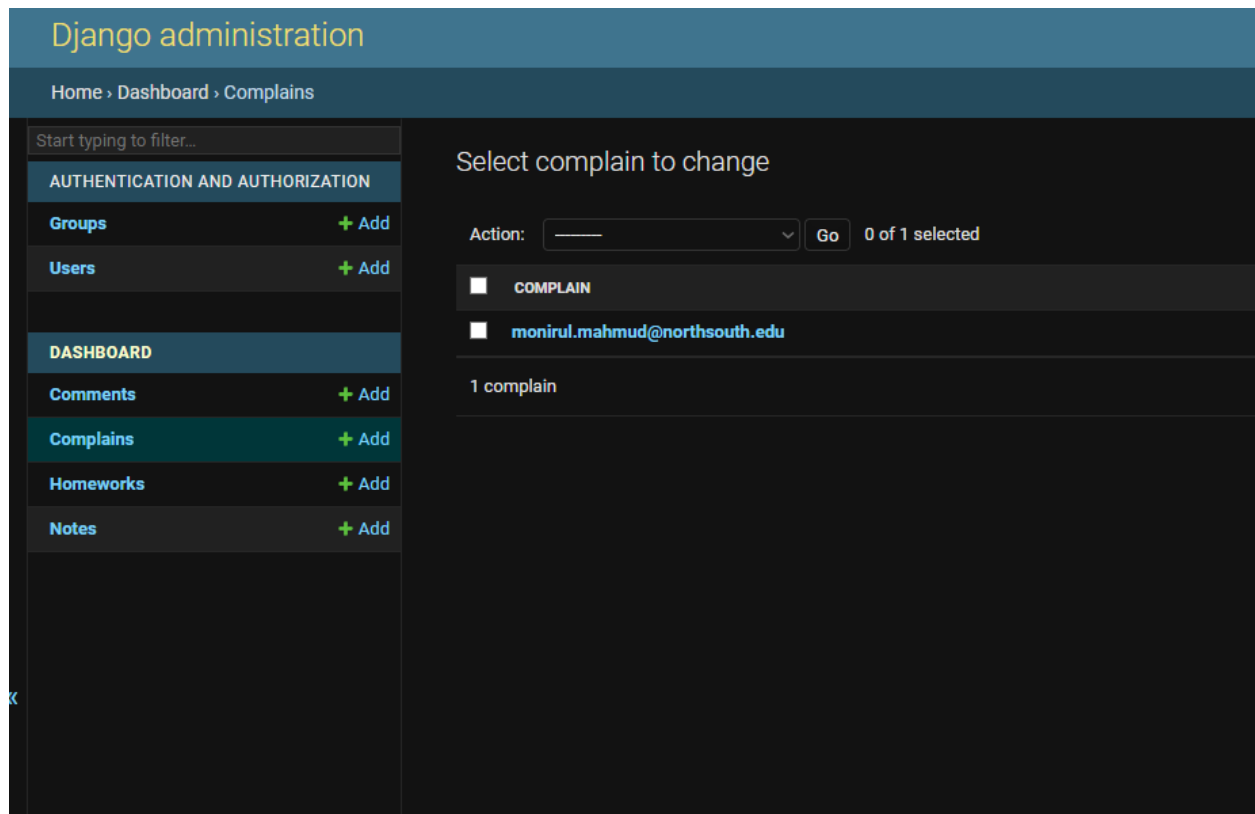 Django administration
Home › Dashboard › Complains
Start typing to filter...
AUTHENTICATION AND AUTHORIZATION
Groups + Add
Users + Add
DASHBOARD
Comments + Add
Complains + Add
Homeworks + Add
Notes + Add
«
Select complain to change
Action: --------- Go 0 of 1 selected
COMPLAIN
monirul.mahmud@northsouth.edu
1 complain